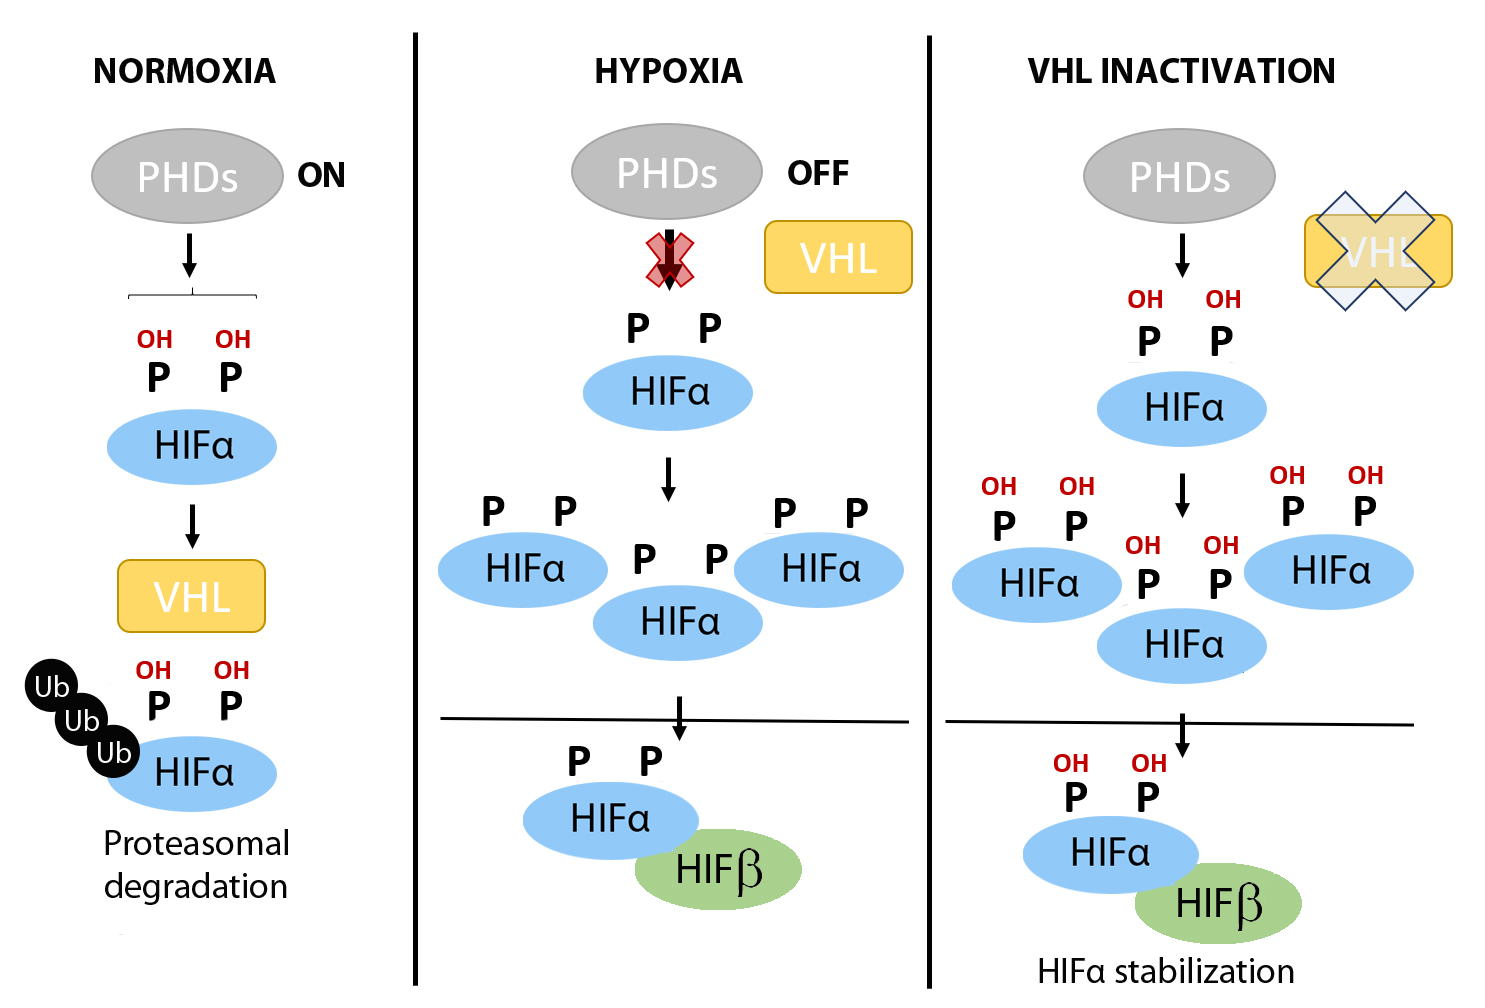 NORMOXIA
PHDs ON
OH OH
P P
HIFα
VHL
OH OH
P P
Ub
Ub
Ub
HIFα
Proteasomal
degradation
HYPOXIA
PHDs OFF
VHL
P P
HIFα
P P
HIFα
P P
HIFα
P P
HIFα
P P
HIFα
HIFβ
VHL INACTIVATION
PHDs
VHL
OH OH
P P
HIFα
OH OH
P P
HIFα
OH OH
P P
HIFα
OH OH
P P
HIFα
OH OH
P P
HIFα
HIFβ
HIFα stabilization